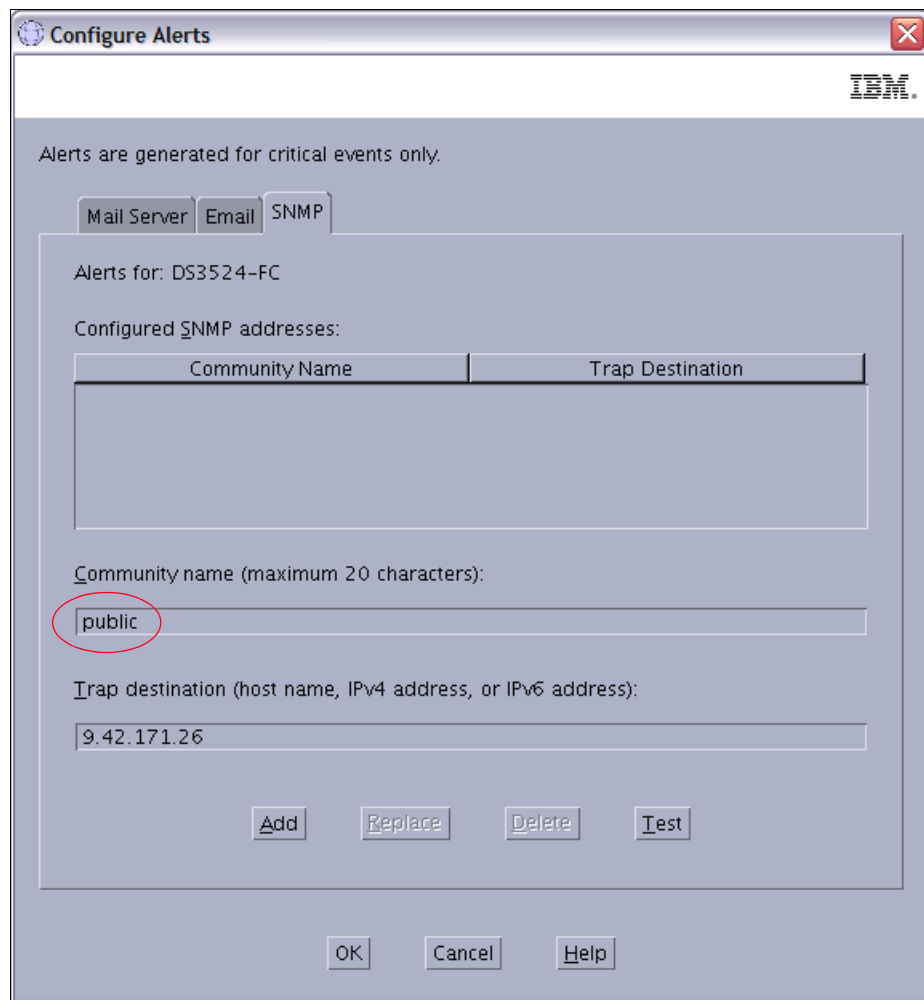 Configure Alerts
IBM.
Alerts are generated for critical events only.
Mail Server Email SNMP
Alerts for: DS3524-FC
Configured SNMP addresses:
Community Name Trap Destination
Community name (maximum 20 characters):
public
Trap destination (host name, IPv4 address, or IPv6 address):
9.42.171.26
Add Replace Delete Test
OK Cancel Help